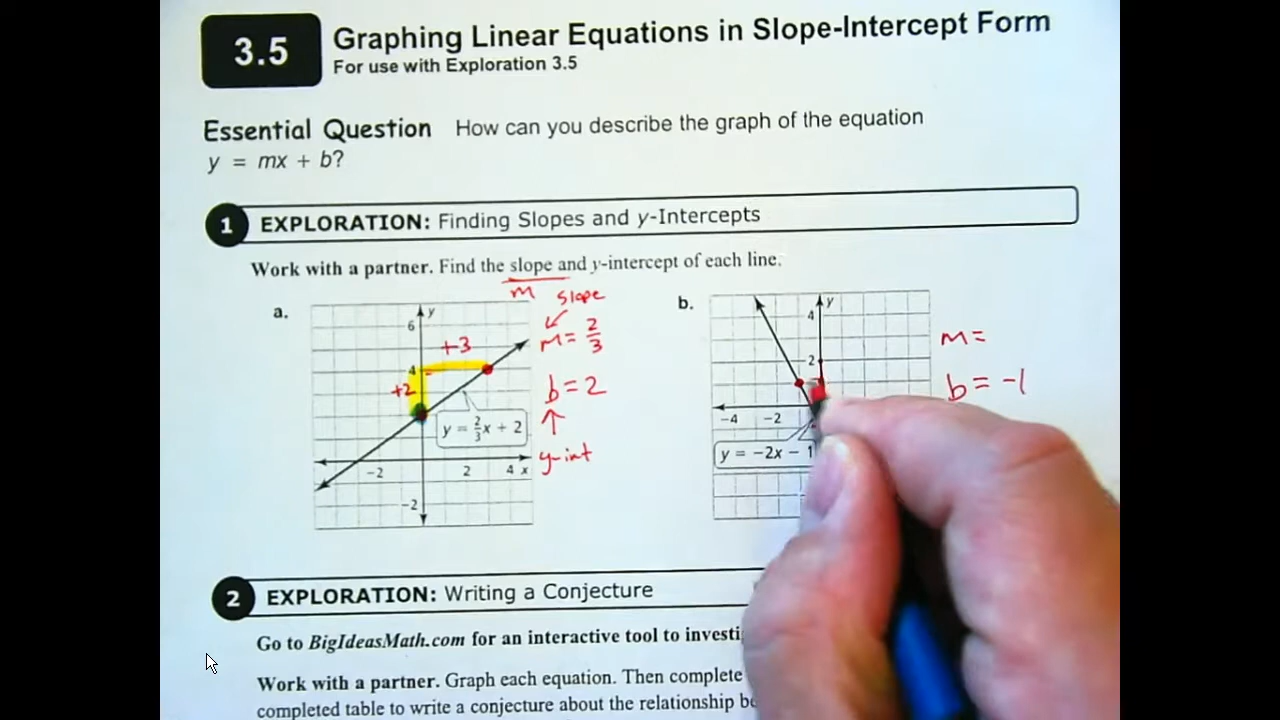 3.5
Graphing Linear Equations in Slope-Intercept Form
For use with Exploration 3.5
Essential Question How can you describe the graph of the equation
y = mx + b?
1 EXPLORATION: Finding Slopes and y-Intercepts
Work with a partner. Find the slope and y-intercept of each line.
m
a.
y
6
4
-2
2
4 x
-2
+3
+2
y = 2/3 x + 2
slope
m = 2/3
b = 2
y-int
b.
y
4
2
-4
-2
y = -2x - 1
m =
b = -1
2 EXPLORATION: Writing a Conjecture
Go to BigIdeasMath.com for an interactive tool to investi
Work with a partner. Graph each equation. Then complete
completed table to write a conjecture about the relationship be